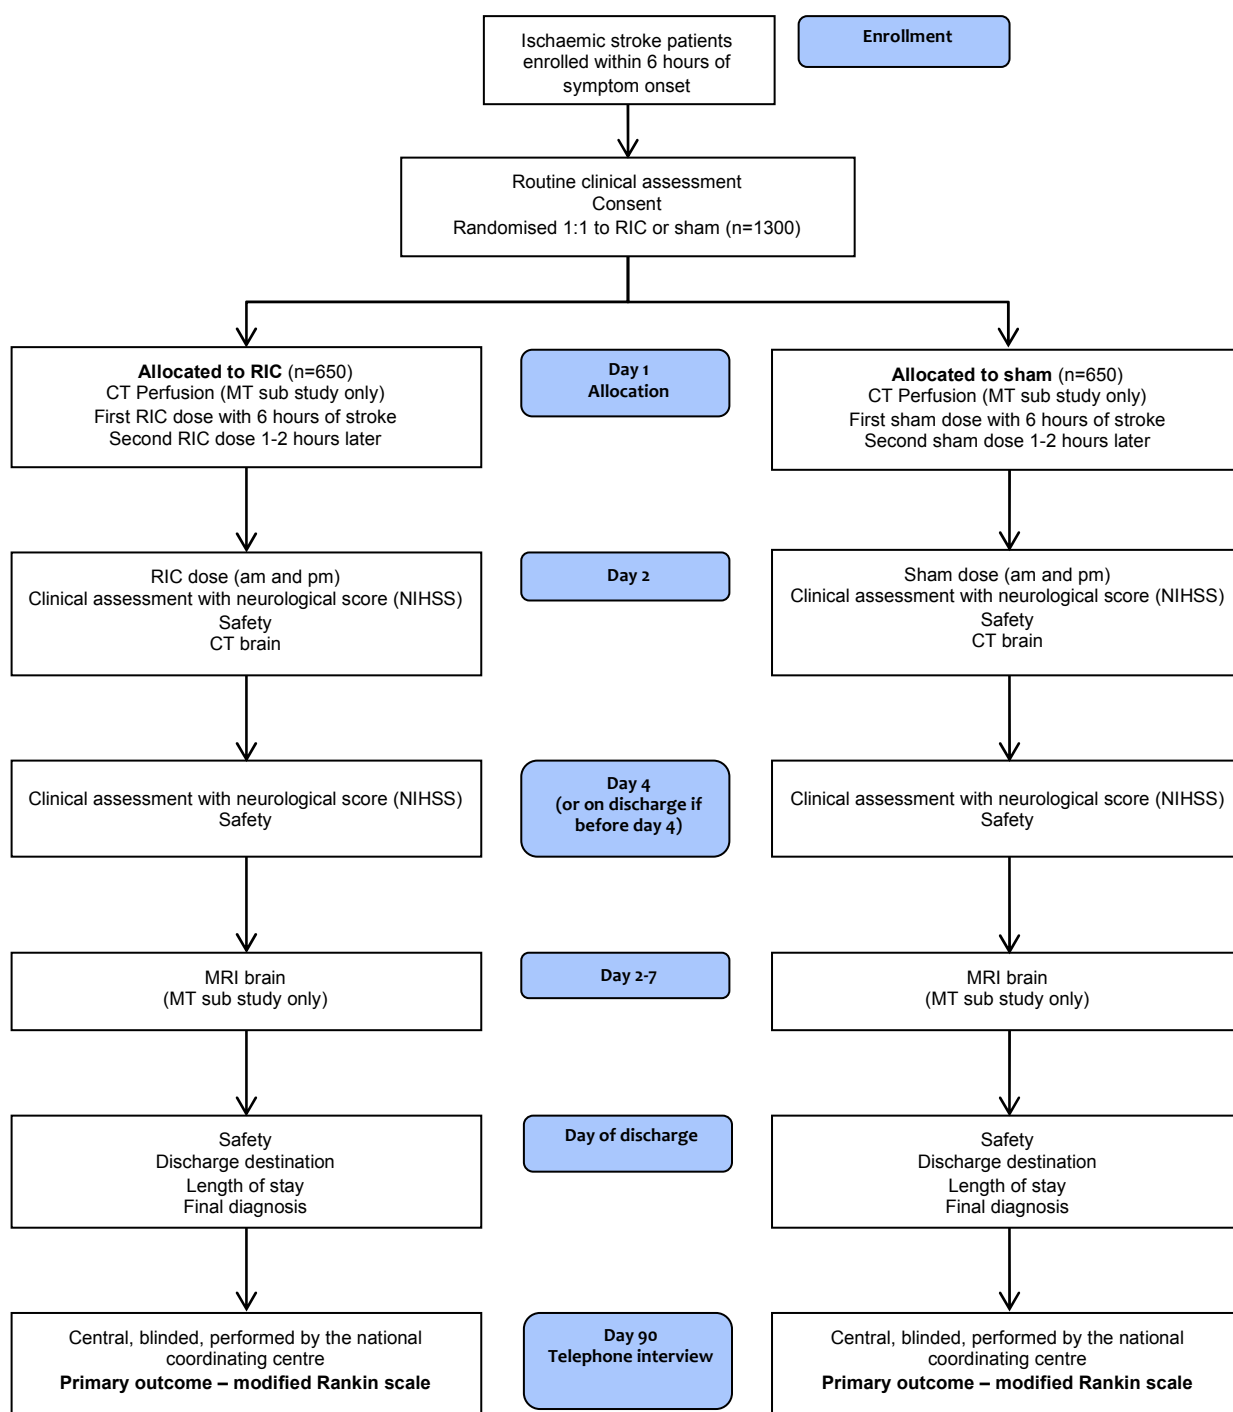 Ischaemic stroke patients
enrolled within 6 hours of
symptom onset
Enrollment
Routine clinical assessment
Consent
Randomised 1:1 to RIC or sham (n=1300)
Allocated to RIC (n=650)
CT Perfusion (MT sub study only)
First RIC dose with 6 hours of stroke
Second RIC dose 1-2 hours later
Day 1
Allocation
Allocated to sham (n=650)
CT Perfusion (MT sub study only)
First sham dose with 6 hours of stroke
Second sham dose 1-2 hours later
RIC dose (am and pm)
Clinical assessment with neurological score (NIHSS)
Safety
CT brain
Day 2
Sham dose (am and pm)
Clinical assessment with neurological score (NIHSS)
Safety
CT brain
Clinical assessment with neurological score (NIHSS)
Safety
Day 4
(or on discharge if
before day 4)
Clinical assessment with neurological score (NIHSS)
Safety
MRI brain
(MT sub study only)
Day 2-7
MRI brain
(MT sub study only)
Safety
Discharge destination
Length of stay
Final diagnosis
Day of discharge
Safety
Discharge destination
Length of stay
Final diagnosis
Central, blinded, performed by the national
coordinating centre
Primary outcome – modified Rankin scale
Day 90
Telephone interview
Central, blinded, performed by the national
coordinating centre
Primary outcome – modified Rankin scale